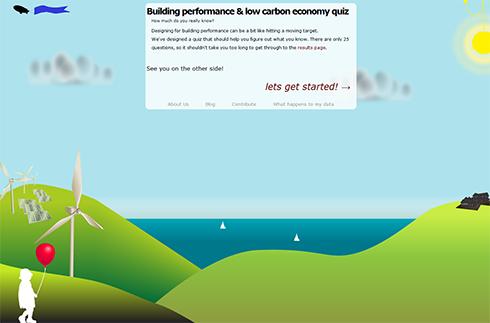 Building performance & low carbon economy quiz
How much do you really know?
Designing for building performance can be a bit like hitting a moving target.
We've designed a quiz that should help you figure out what you know. There are only 25
questions, so it shouldn't take you too long to get through to the results page.
See you on the other side!
lets get started! →
About Us Blog Contribute What happens to my data